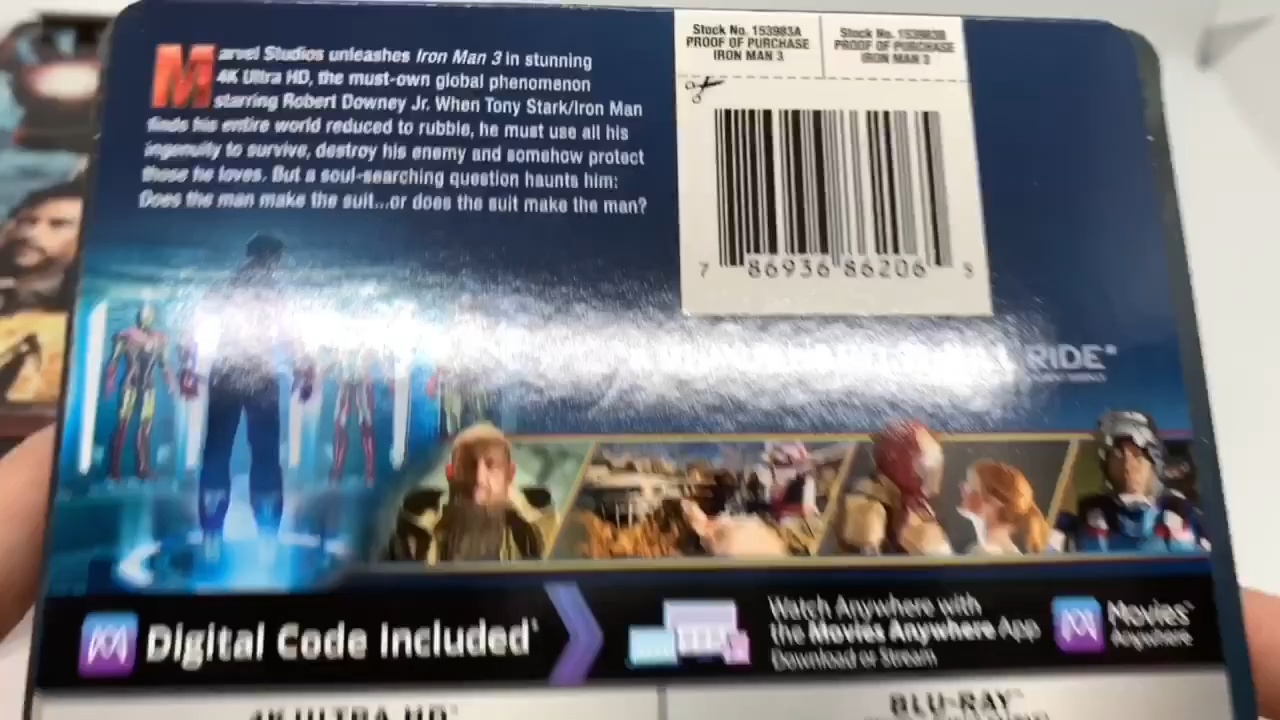 Marvel Studios unleashes Iron Man 3 in stunning
4K Ultra HD, the must-own global phenomenon
starring Robert Downey Jr. When Tony Stark/Iron Man
finds his entire world reduced to rubble, he must use all his
ingenuity to survive, destroy his enemy and somehow protect
those he loves. But a soul-searching question haunts him:
Does the man make the suit...or does the suit make the man?
Stock No. 153983A
PROOF OF PURCHASE
IRON MAN 3
Stock No. 153983B
PROOF OF PURCHASE
IRON MAN 3
7 86936 86206 5
RIDE"
Digital Code Included*
Watch Anywhere with
the Movies Anywhere App
Download or Stream
Movies
Anywhere
4K ULTRA HD™
BLU-RAY™